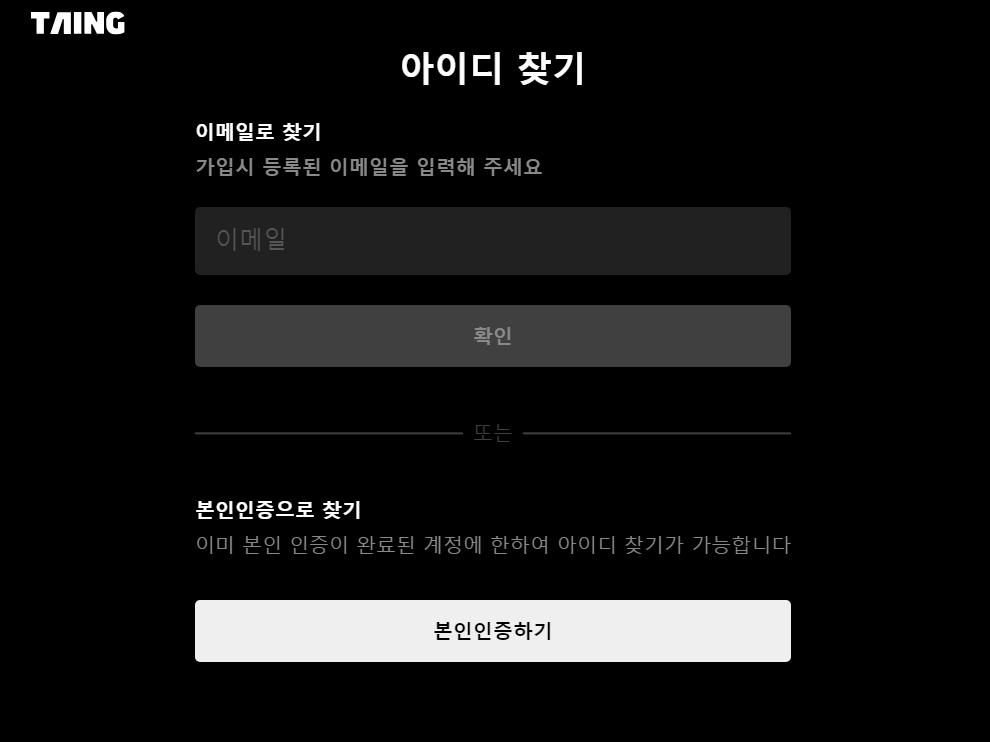 TAING
아이디 찾기
이메일로 찾기
가입시 등록된 이메일을 입력해 주세요
이메일
확인
또는
본인인증으로 찾기
이미 본인 인증이 완료된 계정에 한하여 아이디 찾기가 가능합니다
본인인증하기